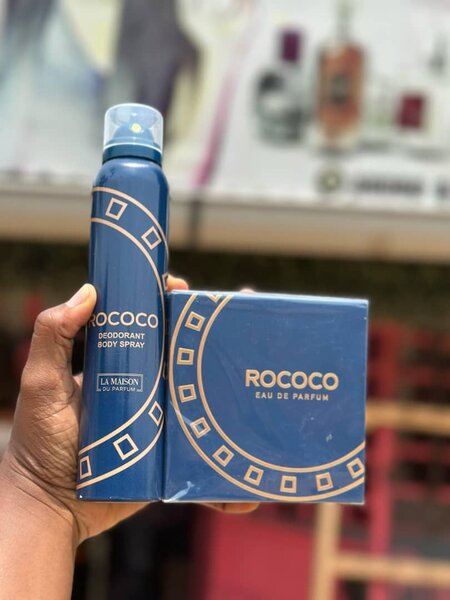 ROCOCO
DEODORANT
BODY SPRAY
LA MAISON
DU PARFUM
ROCOCO
EAU DE PARFUM